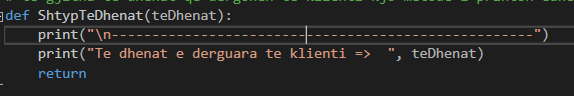 def ShtypTeDhenat(teDhenat):
print("\n----------------------------------------------------")
print("Te dhenat e derguara te klienti =>  ", teDhenat)
return